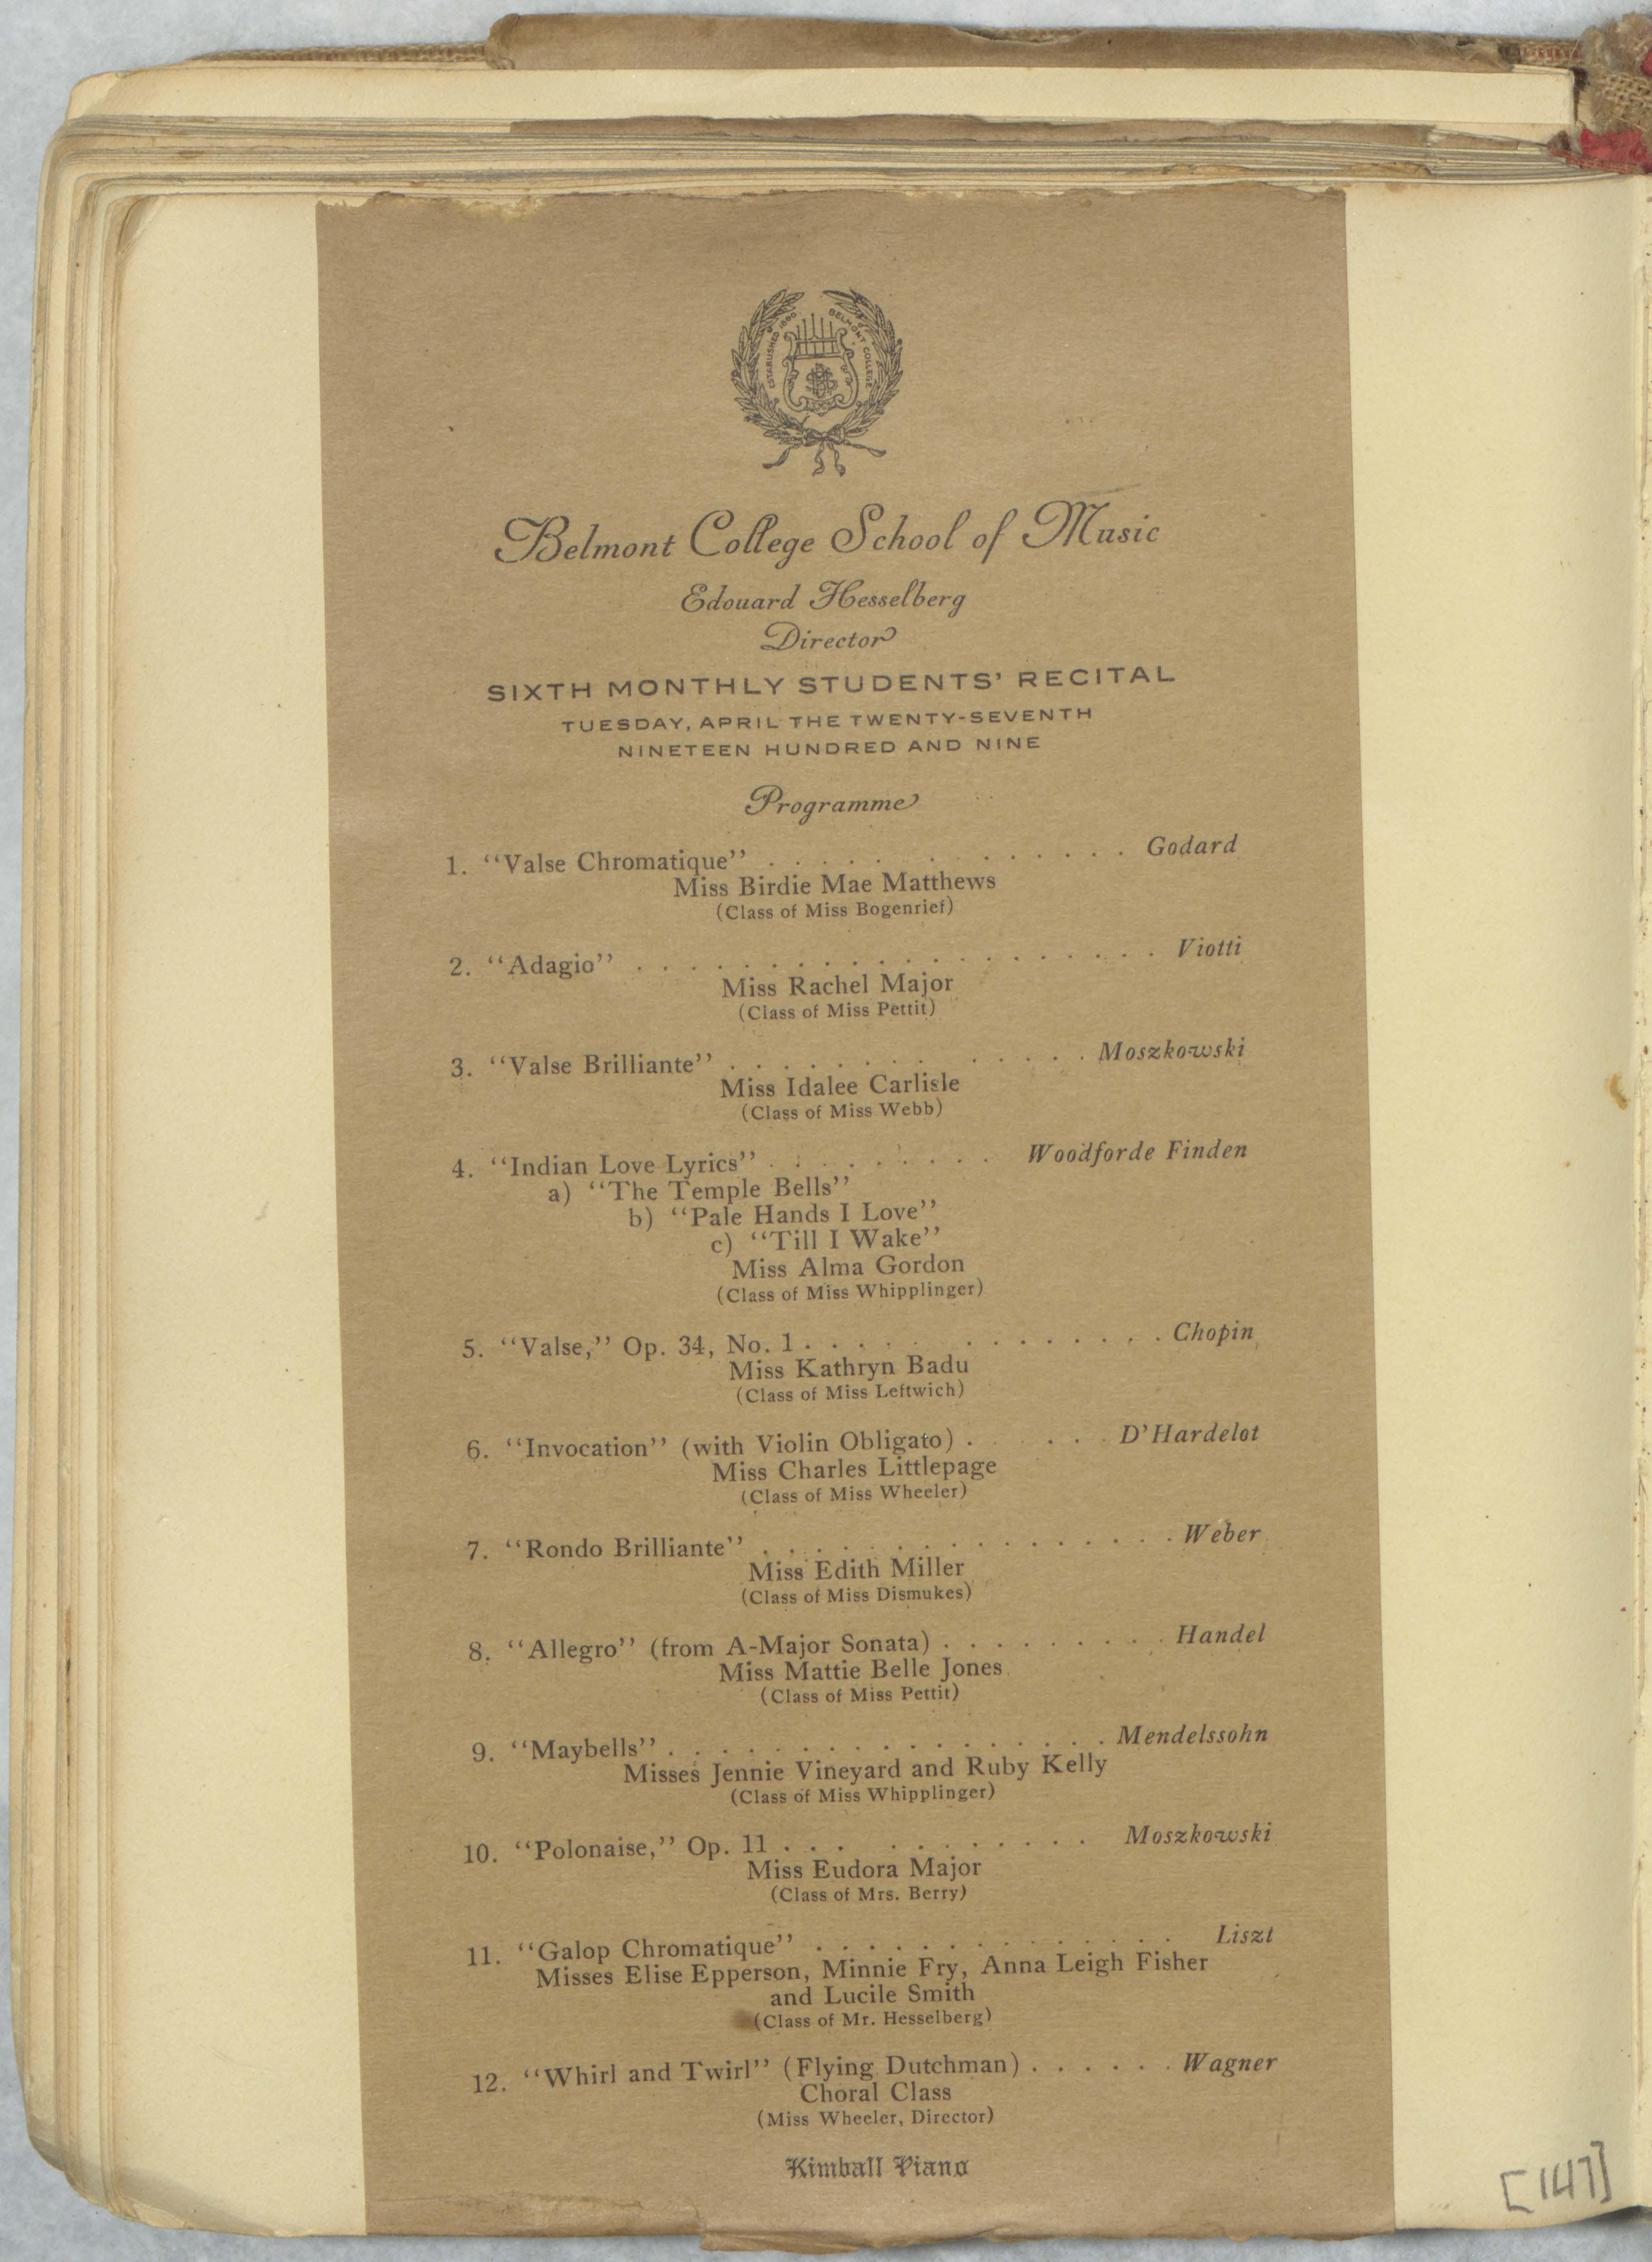 ESTABLISHED 1890 BELMONT COLLEGE
Belmont College School of Music
Edouard Hesselberg
Director
SIXTH MONTHLY STUDENTS' RECITAL
TUESDAY, APRIL THE TWENTY-SEVENTH
NINETEEN HUNDRED AND NINE
Programme
1. "Valse Chromatique" . . . . . . . . . . . . . . Godard
Miss Birdie Mae Matthews
(Class of Miss Bogenrief)
2. "Adagio" . . . . . . . . . . . . . . . . . . . . Viotti
Miss Rachel Major
(Class of Miss Pettit)
3. "Valse Brilliante" . . . . . . . . . . . . . . Moszkowski
Miss Idalee Carlisle
(Class of Miss Webb)
4. "Indian Love Lyrics" . . . . . . . . . Woodforde Finden
a) "The Temple Bells"
b) "Pale Hands I Love"
c) "Till I Wake"
Miss Alma Gordon
(Class of Miss Whipplinger)
5. "Valse," Op. 34, No. 1 . . . . . . . . . . . . . Chopin
Miss Kathryn Badu
(Class of Miss Leftwich)
6. "Invocation" (with Violin Obligato) . . . . D'Hardelot
Miss Charles Littlepage
(Class of Miss Wheeler)
7. "Rondo Brilliante" . . . . . . . . . . . . . . . . Weber
Miss Edith Miller
(Class of Miss Dismukes)
8. "Allegro" (from A-Major Sonata) . . . . . . . . . Handel
Miss Mattie Belle Jones
(Class of Miss Pettit)
9. "Maybells" . . . . . . . . . . . . . . . . . Mendelssohn
Misses Jennie Vineyard and Ruby Kelly
(Class of Miss Whipplinger)
10. "Polonaise," Op. 11 . . . . . . . . . . . Moszkowski
Miss Eudora Major
(Class of Mrs. Berry)
11. "Galop Chromatique" . . . . . . . . . . . . . . Liszt
Misses Elise Epperson, Minnie Fry, Anna Leigh Fisher
and Lucile Smith
(Class of Mr. Hesselberg)
12. "Whirl and Twirl" (Flying Dutchman) . . . . . . Wagner
Choral Class
(Miss Wheeler, Director)
Kimball Piano
[147]